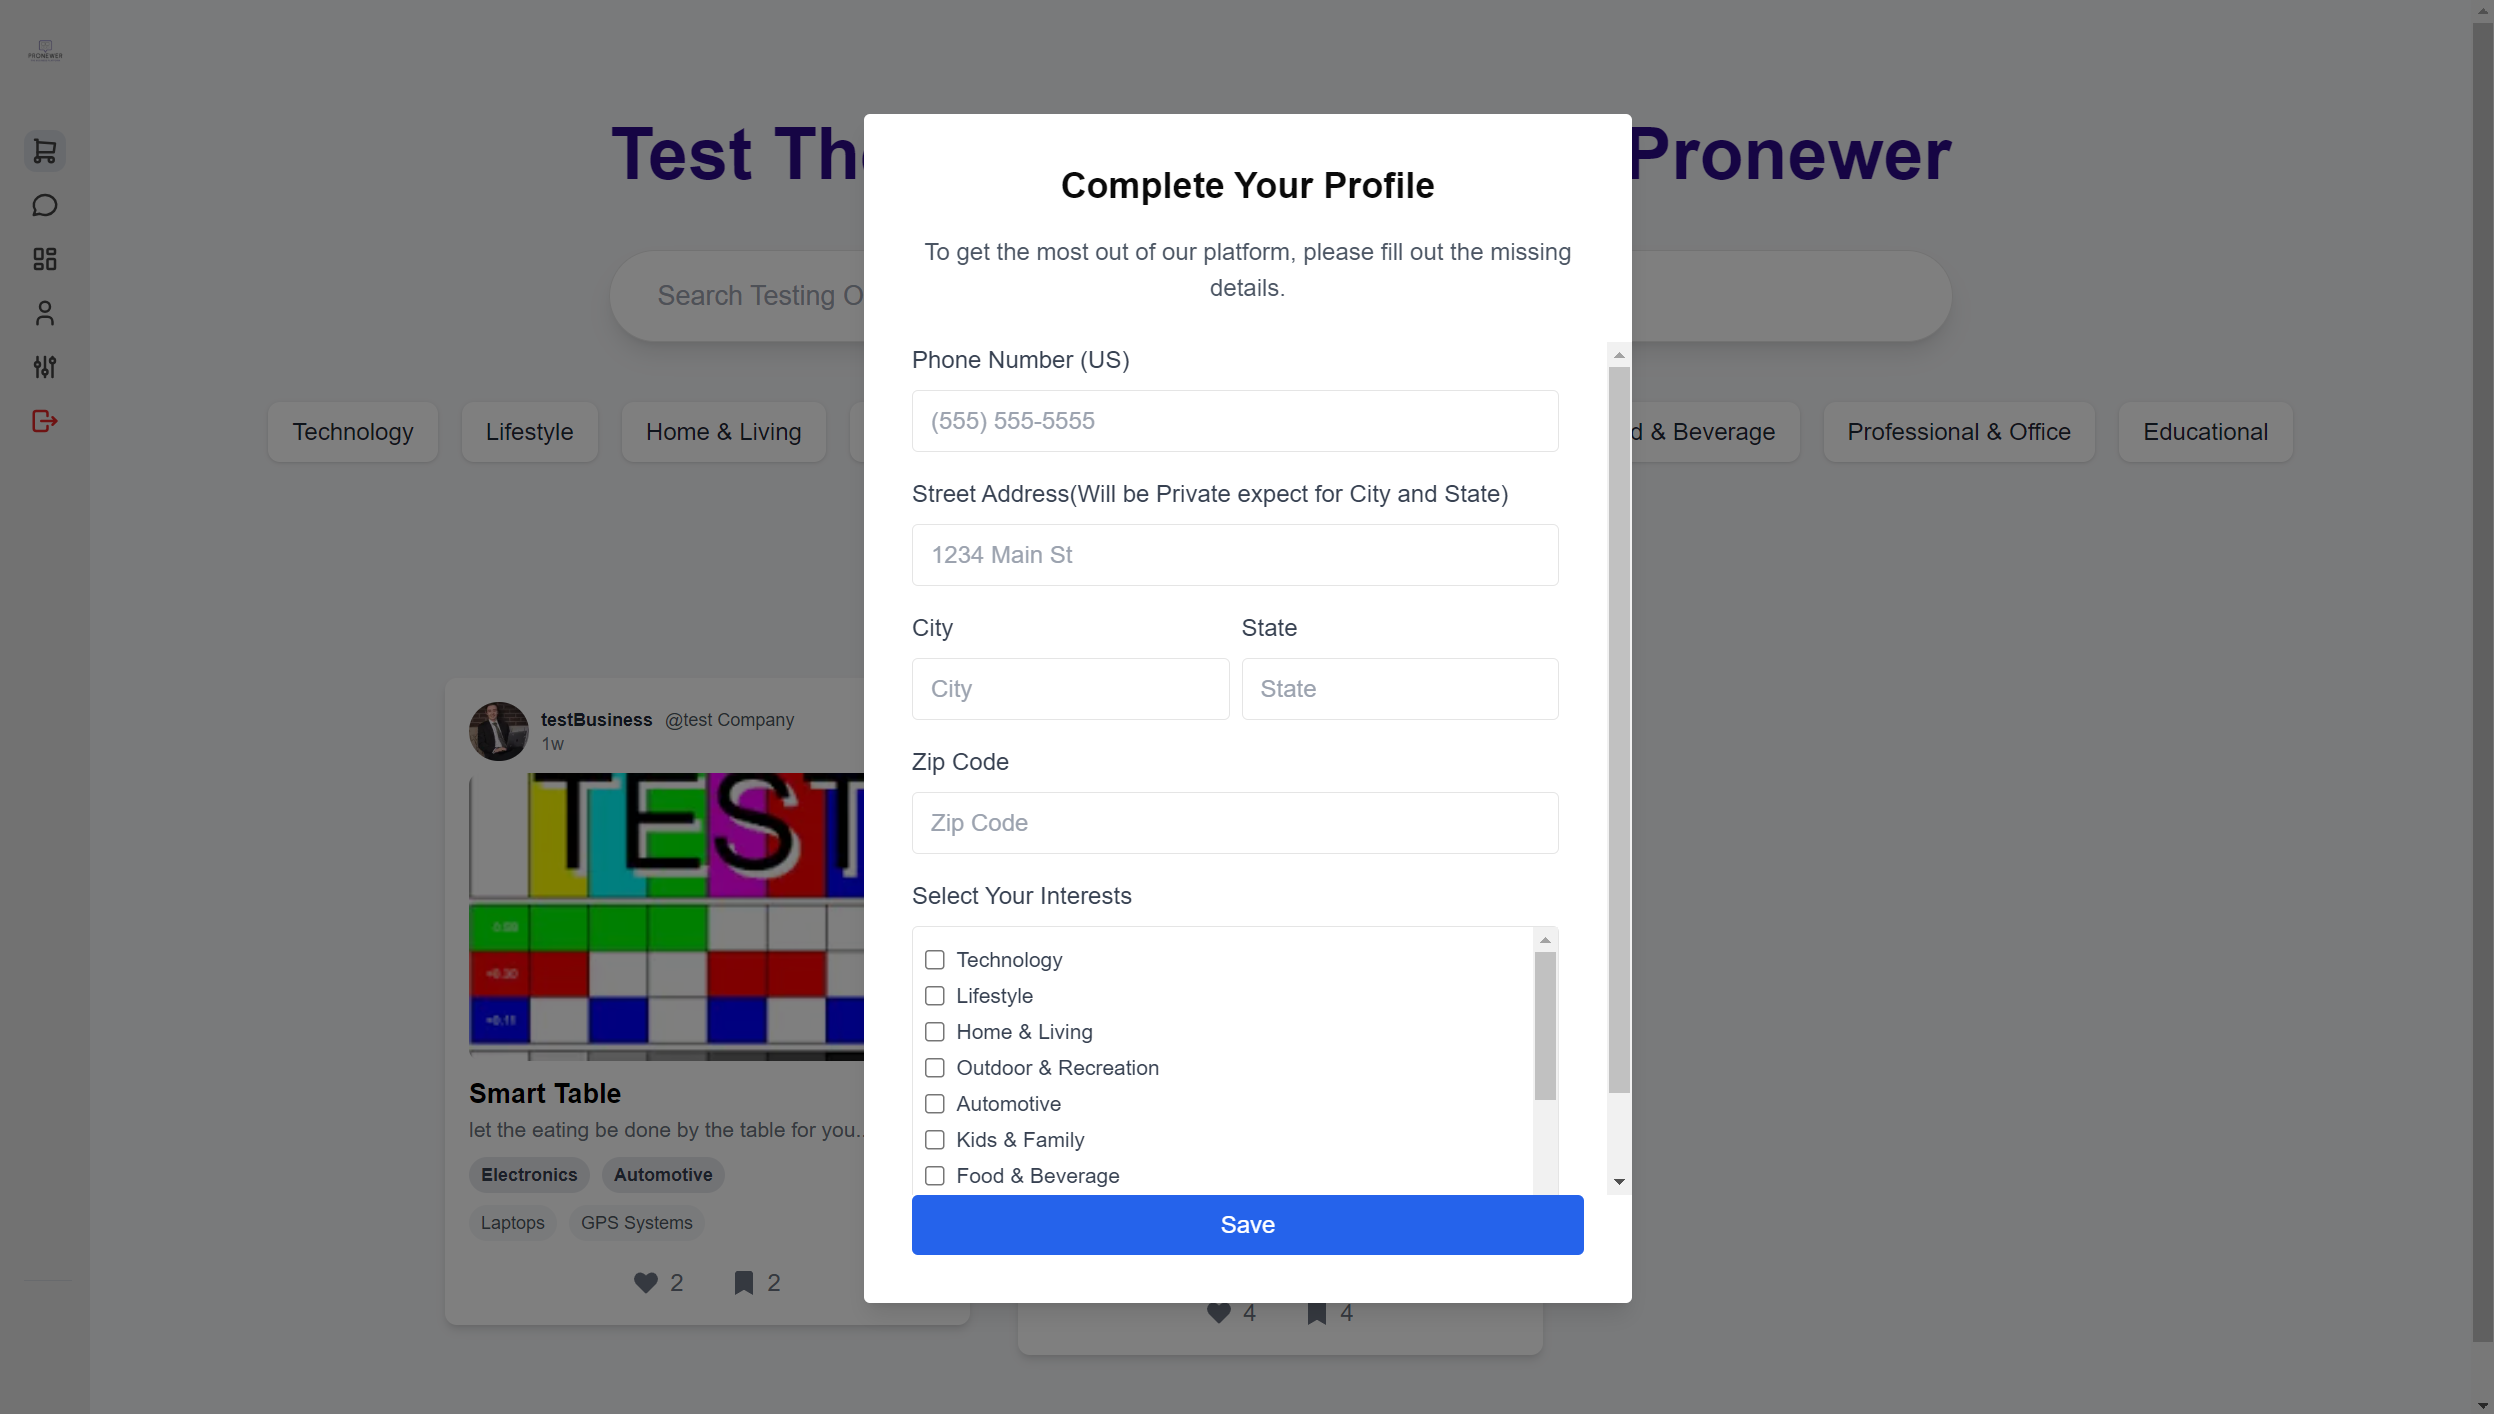 PRONEWER
Test The
Pronewer
Search Testing O
Technology
Lifestyle
Home & Living
d & Beverage
Professional & Office
Educational
testBusiness @test Company
1w
TEST
-0.30
Smart Table
let the eating be done by the table for you..
Electronics
Automotive
Laptops
GPS Systems
2
2
4
4
Complete Your Profile
To get the most out of our platform, please fill out the missing
details.
Phone Number (US)
(555) 555-5555
Street Address(Will be Private expect for City and State)
1234 Main St
City
State
City
State
Zip Code
Zip Code
Select Your Interests
Technology
Lifestyle
Home & Living
Outdoor & Recreation
Automotive
Kids & Family
Food & Beverage
Save